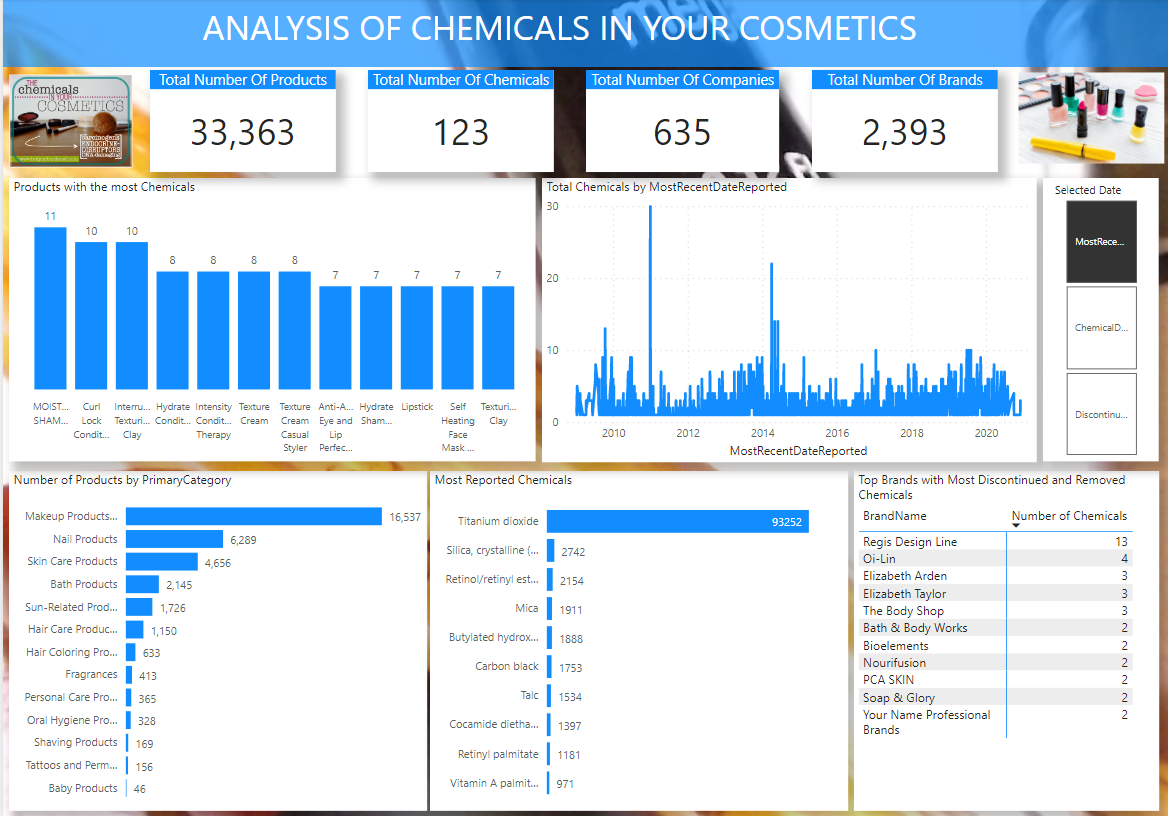 ANALYSIS OF CHEMICALS IN YOUR COSMETICS
THE
chemicals
IN YOUR
COSMETICS
carcinogens
ENDOCRINE-
DISRUPTORS
DNA damaging
Total Number Of Products
33,363
Total Number Of Chemicals
123
Total Number Of Companies
635
Total Number Of Brands
2,393
Products with the most Chemicals
11
10
10
8
8
8
8
7
7
7
7
7
MOIST...
SHAM...
Curl
Lock
Condit...
Interru...
Texturi...
Clay
Hydrate
Condit...
Intensity
Condit...
Therapy
Texture
Cream
Texture
Cream
Casual
Styler
Anti-A...
Eye and
Lip
Perfec...
Hydrate
Sham...
Lipstick
Self
Heating
Face
Mask ...
Texturi...
Clay
Total Chemicals by MostRecentDateReported
30
20
10
0
2010
2012
2014
2016
2018
2020
MostRecentDateReported
Selected Date
MostRece...
ChemicalD...
Discontinu...
Number of Products by PrimaryCategory
Makeup Products... 16,537
Nail Products 6,289
Skin Care Products 4,656
Bath Products 2,145
Sun-Related Prod... 1,726
Hair Care Produc... 1,150
Hair Coloring Pro... 633
Fragrances 413
Personal Care Pro... 365
Oral Hygiene Pro... 328
Shaving Products 169
Tattoos and Perm... 156
Baby Products 46
Most Reported Chemicals
Titanium dioxide 93252
Silica, crystalline (... 2742
Retinol/retinyl est... 2154
Mica 1911
Butylated hydrox... 1888
Carbon black 1753
Talc 1534
Cocamide dietha... 1397
Retinyl palmitate 1181
Vitamin A palmit... 971
Top Brands with Most Discontinued and Removed
Chemicals
BrandName Number of Chemicals
Regis Design Line 13
Oi-Lin 4
Elizabeth Arden 3
Elizabeth Taylor 3
The Body Shop 3
Bath & Body Works 2
Bioelements 2
Nourifusion 2
PCA SKIN 2
Soap & Glory 2
Your Name Professional 2
Brands